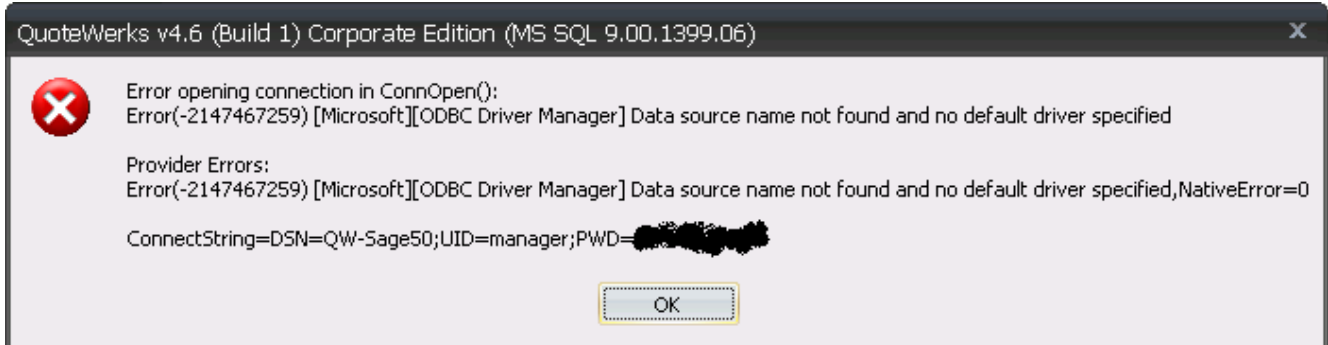 QuoteWerks v4.6 (Build 1) Corporate Edition (MS SQL 9.00.1399.06)
Error opening connection in ConnOpen():
Error(-2147467259) [Microsoft][ODBC Driver Manager] Data source name not found and no default driver specified
Provider Errors:
Error(-2147467259) [Microsoft][ODBC Driver Manager] Data source name not found and no default driver specified,NativeError=0
ConnectString=DSN=QW-Sage50;UID=manager;PWD=
OK